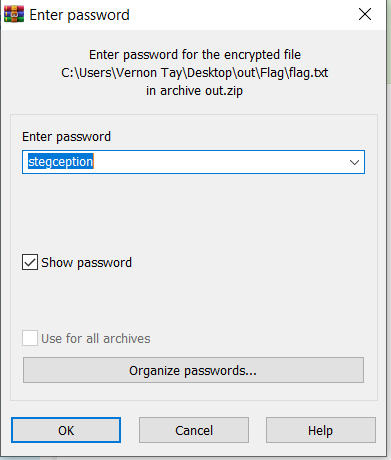 Enter password
Enter password for the encrypted file
C:\Users\Vernon Tay\Desktop\out\Flag\flag.txt
in archive out.zip
Enter password
stegception
Show password
Use for all archives
Organize passwords...
OK Cancel Help